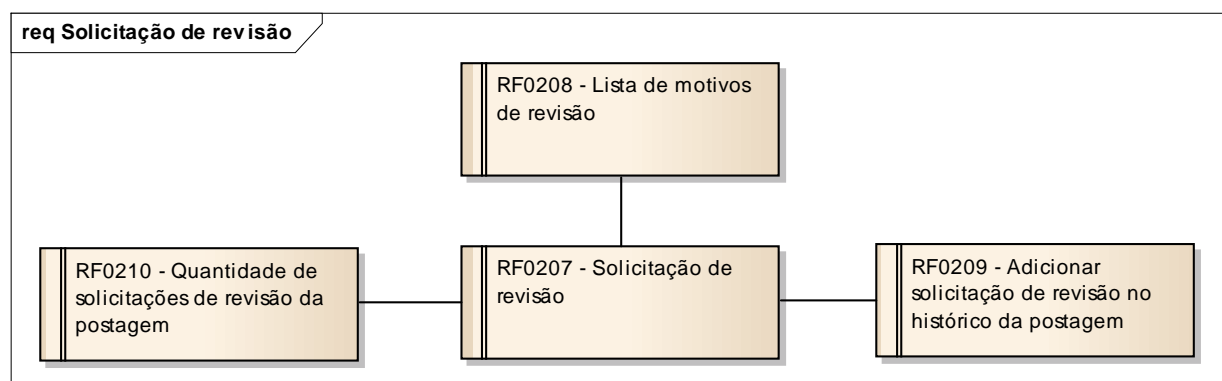 req Solicitação de revisão
RF0208 - Lista de motivos
de revisão
RF0210 - Quantidade de
solicitações de revisão da
postagem
RF0207 - Solicitação de
revisão
RF0209 - Adicionar
solicitação de revisão no
histórico da postagem